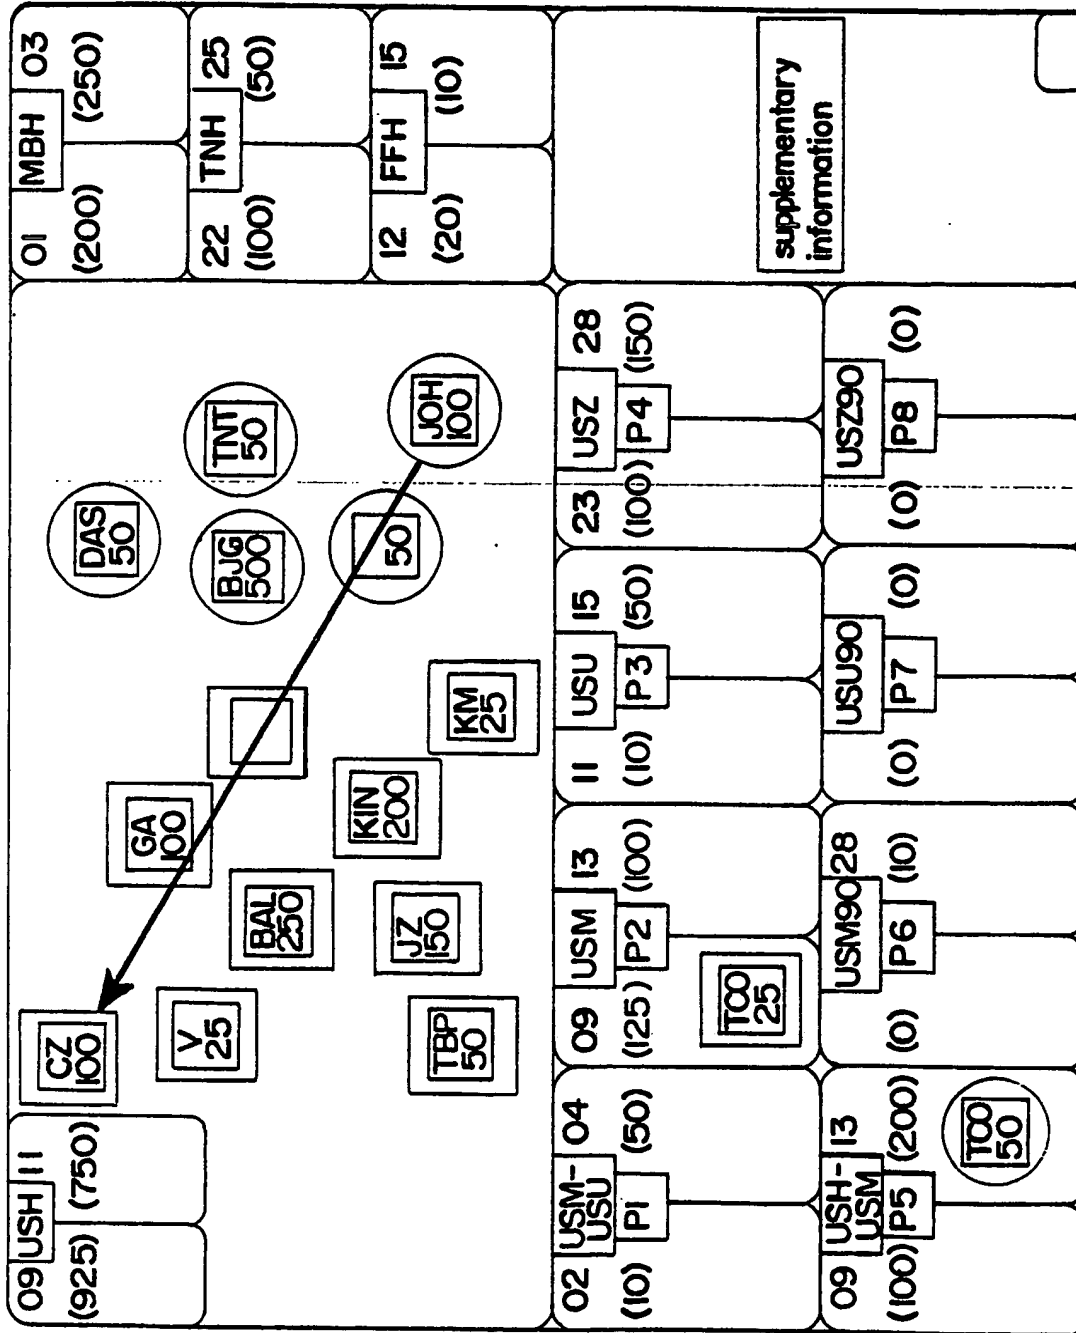 09 USH 11
(925) (750)
CZ
100
V
25
TBP
50
GA
100
BAL
250
JZ
150
KIN
200
KM
25
DAS
50
BJG
500
50
TNT
50
JOH
100
01 MBH 03
(200) (250)
22 TNH 25
(100) (50)
12 FFH 15
(20) (10)
02 USM-
USU 04
(10) P1 (50)
09 USM 13
(125) P2 (100)
TCO
25
11 USU 15
(10) P3 (50)
23 USZ 28
(100) P4 (150)
09 USH-
USM 13
(100) P5 (200)
TCO
50
USM90 28
(0) P6 (10)
USU90
(0) P7 (0)
USZ90
(0) P8 (0)
supplementary
information